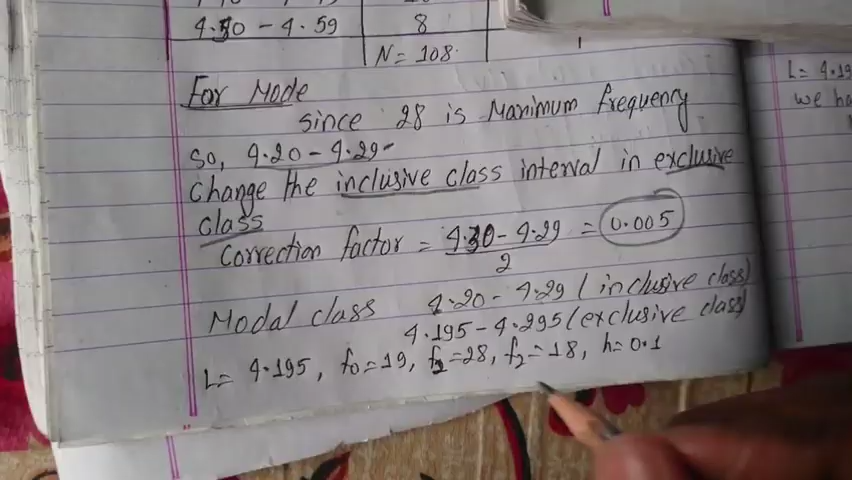 4.50 - 4.59 8
N = 108
For Mode
since 28 is Maximum frequency
so, 4.20 - 4.29
Change the inclusive class interval in exclusive
class
Correction factor = 4.30 - 4.29 / 2 = 0.005
Modal class 4.20 - 4.29 (inclusive class)
4.195 - 4.295 (exclusive class)
L = 4.195, f0 = 19, f1 = 28, f2 = 18, h = 0.1
L = 4.19
we ha